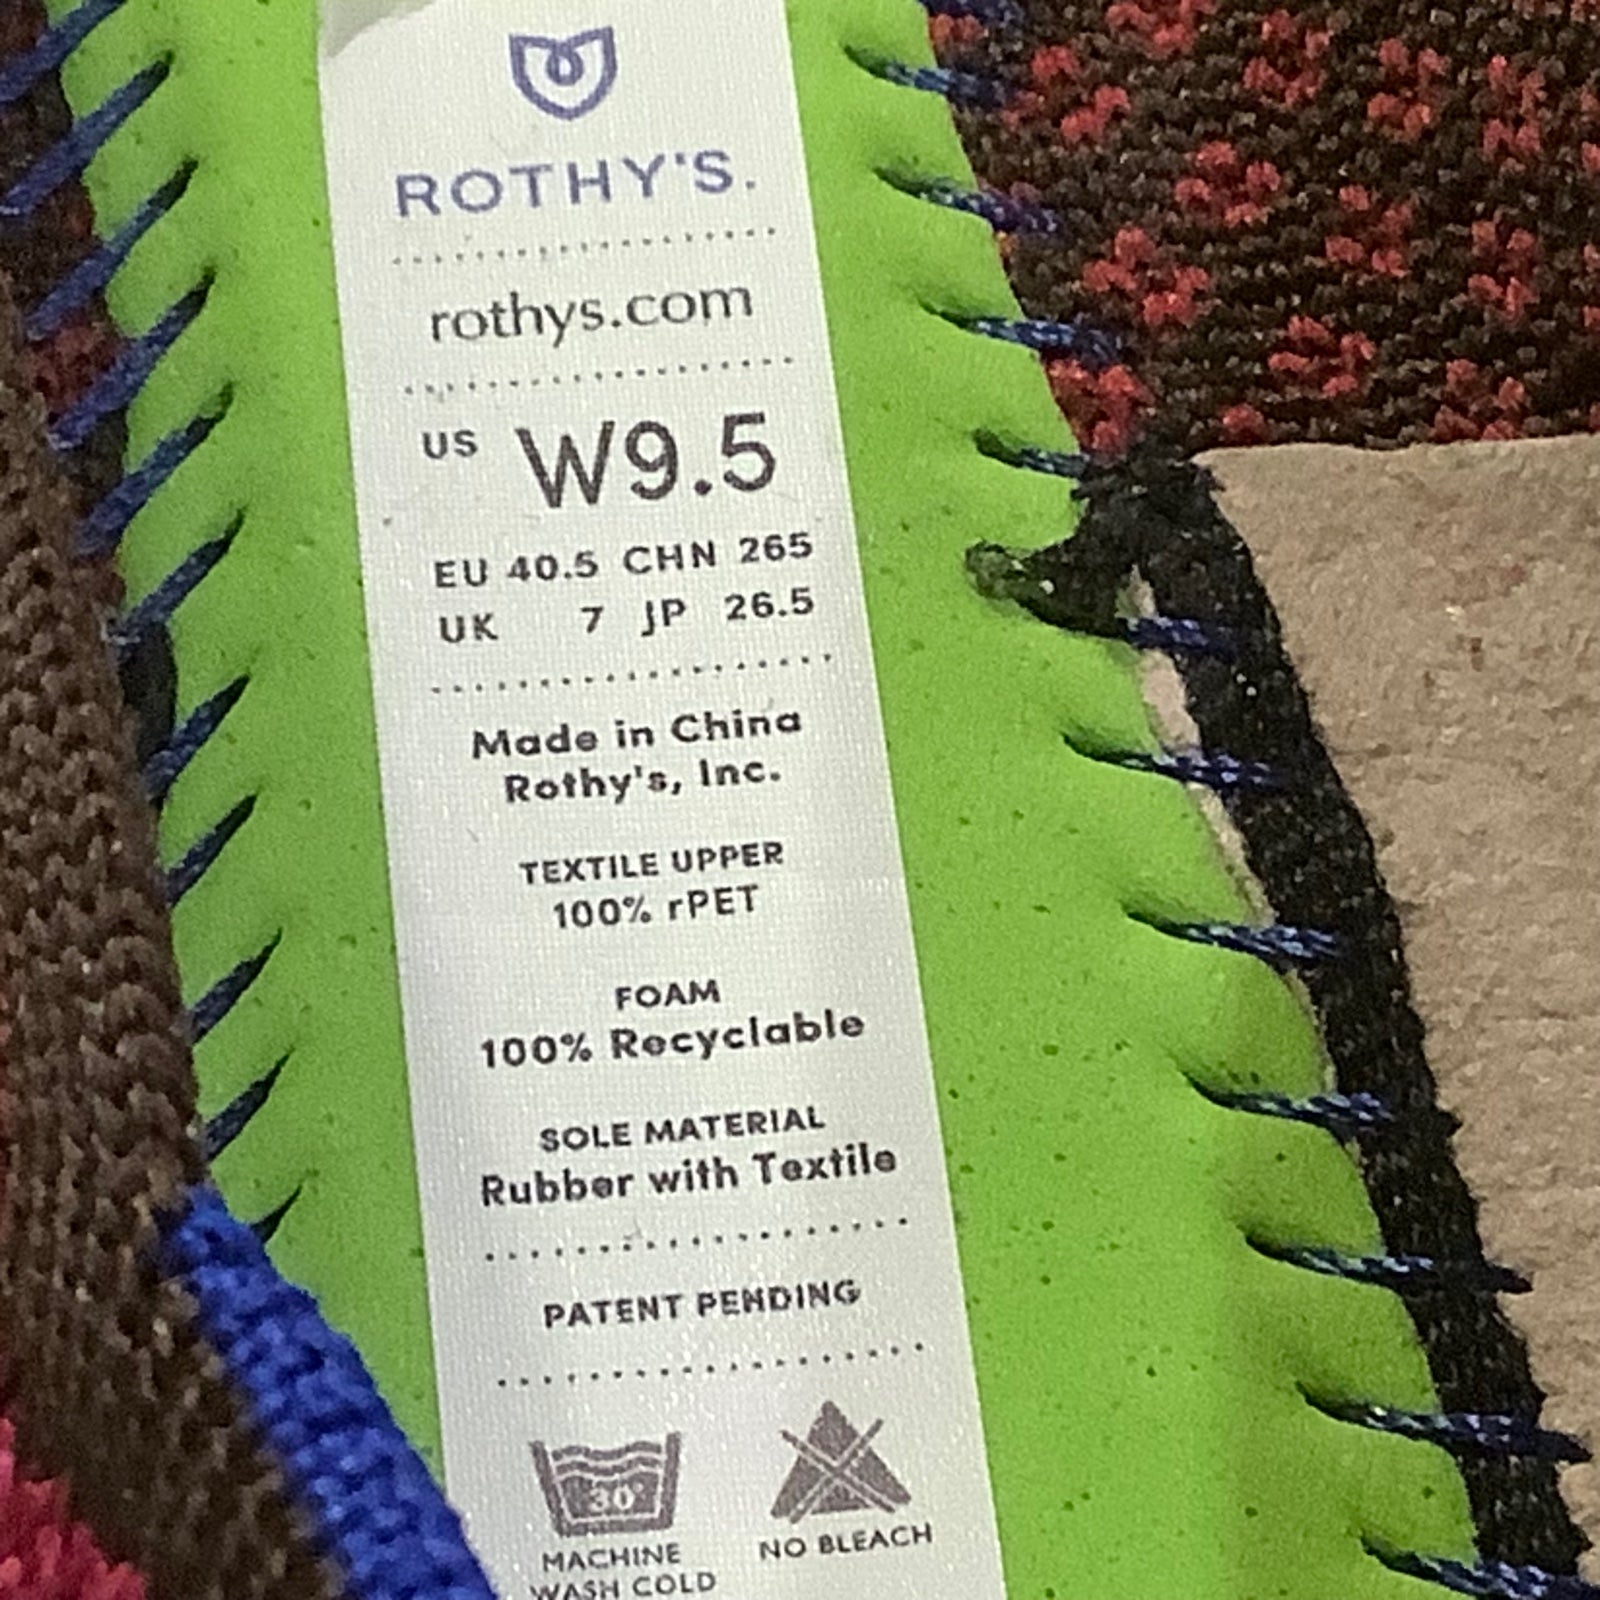 ROTHY'S.
rothys.com
US W9.5
EU 40.5 CHN 265
UK 7 JP 26.5
Made in China
Rothy's, Inc.
TEXTILE UPPER
100% rPET
FOAM
100% Recyclable
SOLE MATERIAL
Rubber with Textile
PATENT PENDING
30°
MACHINE
WASH COLD
NO BLEACH